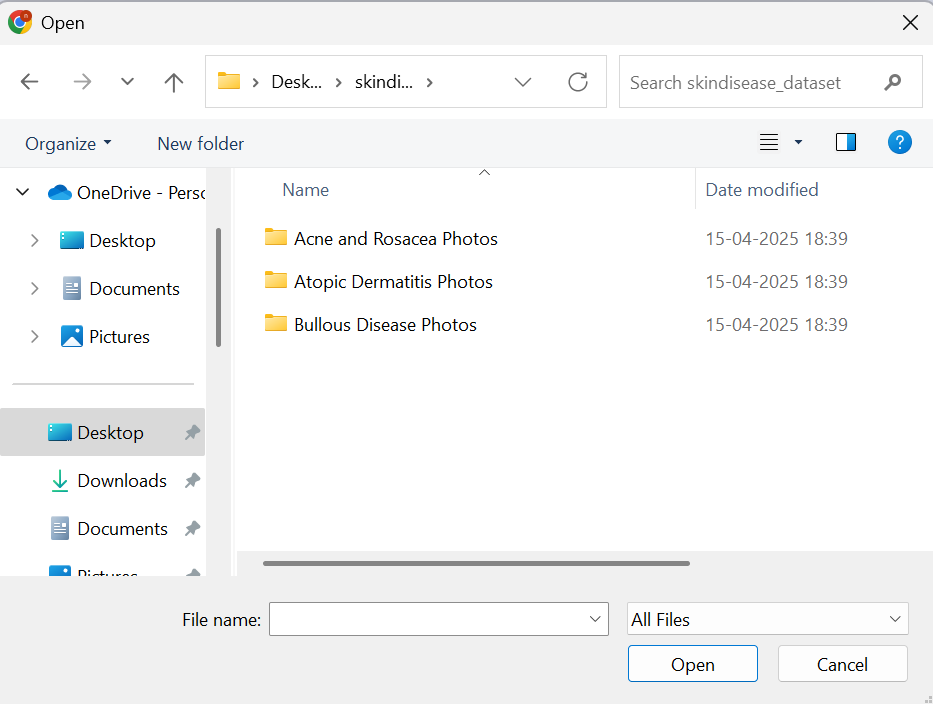 Open
Desk... skindi...
Search skindisease_dataset
Organize
New folder
?
OneDrive - Perso
Desktop
Documents
Pictures
Desktop
Downloads
Documents
Pictures
Name Date modified
Acne and Rosacea Photos 15-04-2025 18:39
Atopic Dermatitis Photos 15-04-2025 18:39
Bullous Disease Photos 15-04-2025 18:39
File name:
All Files
Open
Cancel